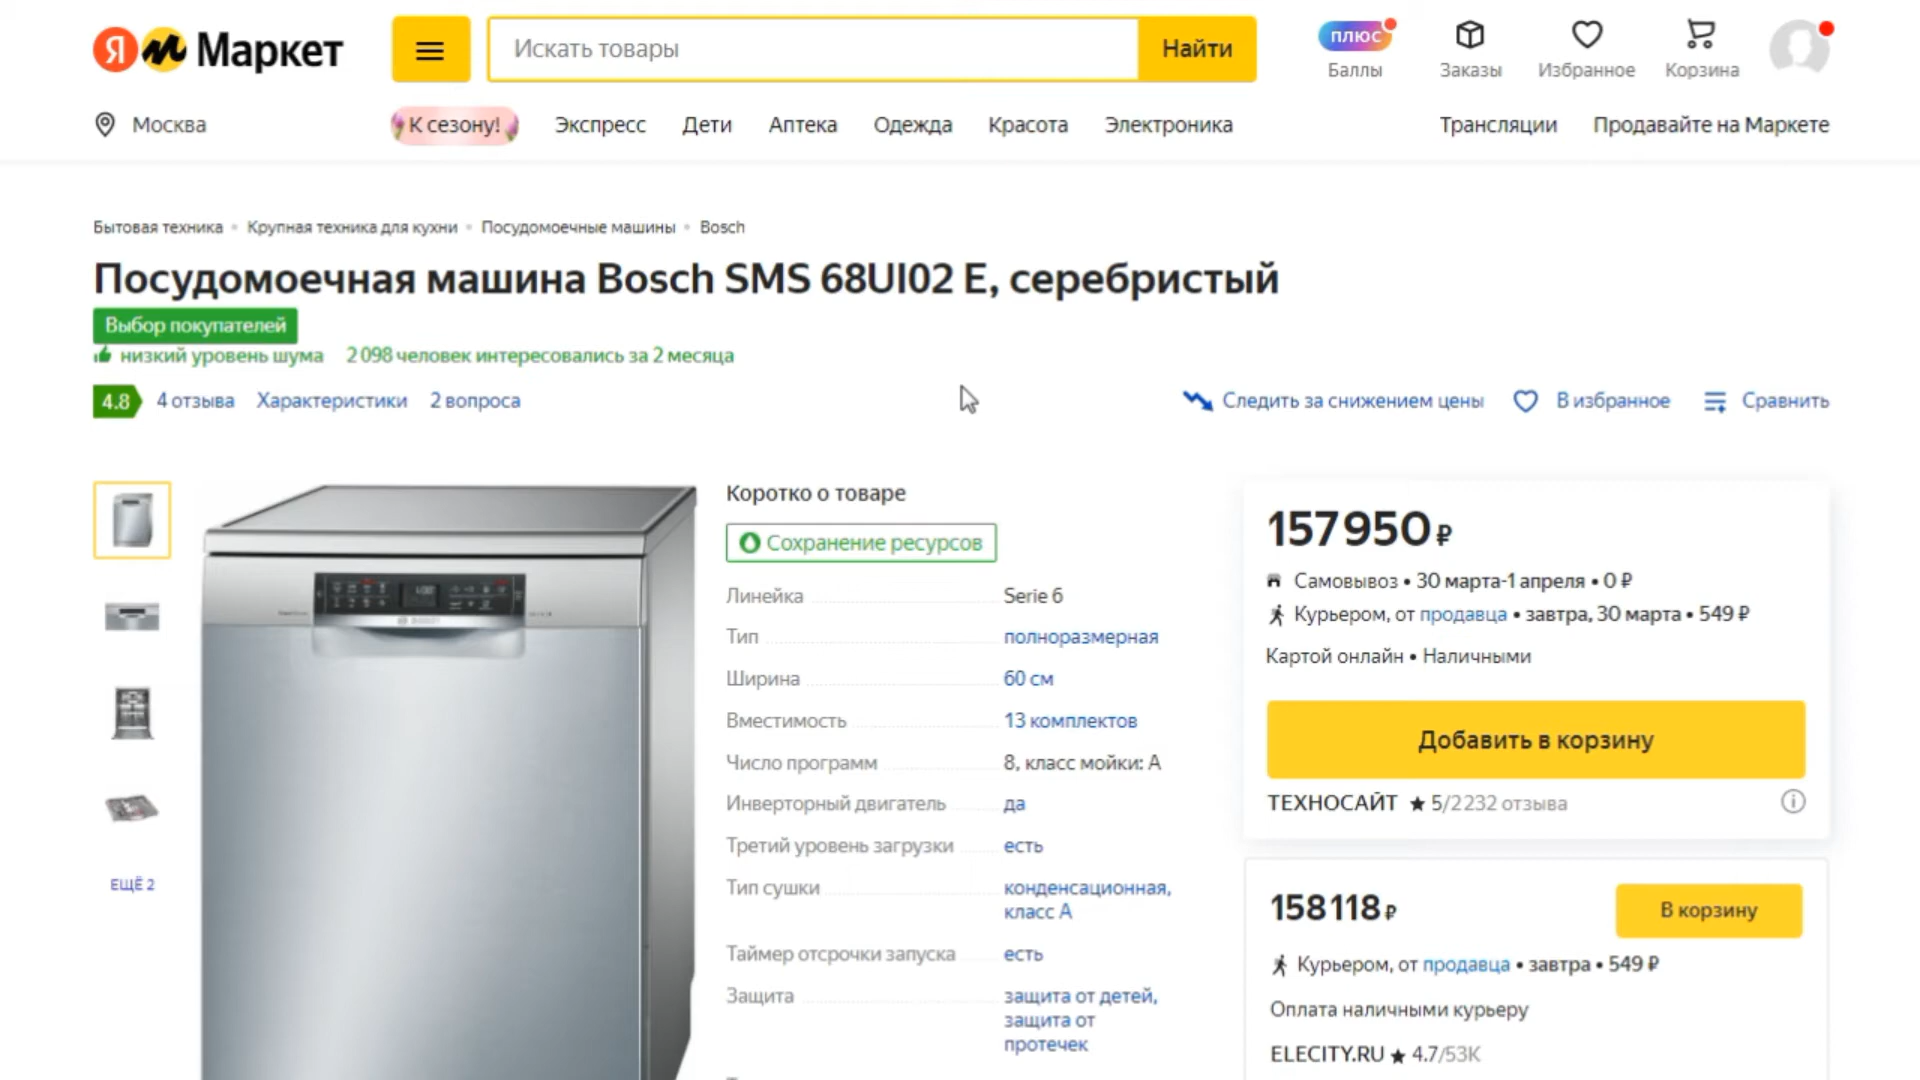 Я м Маркет
Искать товары
Найти
плюс
Баллы
Заказы
Избранное
Корзина
Москва
К сезону!
Экспресс
Дети
Аптека
Одежда
Красота
Электроника
Трансляции
Продавайте на Маркете
Бытовая техника • Крупная техника для кухни • Посудомоечные машины • Bosch
Посудомоечная машина Bosch SMS 68UI02 E, серебристый
Выбор покупателей
низкий уровень шума 2 098 человек интересовались за 2 месяца
4.8 4 отзыва Характеристики 2 вопроса
Следить за снижением цены
В избранное
Сравнить
ЕЩЁ 2
Коротко о товаре
Сохранение ресурсов
Линейка Serie 6
Тип полноразмерная
Ширина 60 см
Вместимость 13 комплектов
Число программ 8, класс мойки: A
Инверторный двигатель да
Третий уровень загрузки есть
Тип сушки конденсационная,
класс A
Таймер отсрочки запуска есть
Защита защита от детей,
защита от
протечек
157 950 ₽
Самовывоз • 30 марта-1 апреля • 0 ₽
Курьером, от продавца • завтра, 30 марта • 549 ₽
Картой онлайн • Наличными
Добавить в корзину
ТЕХНОСАЙТ ★ 5/2232 отзыва
158 118 ₽
В корзину
Курьером, от продавца • завтра • 549 ₽
Оплата наличными курьеру
ELECITY.RU ★ 4.7/53K